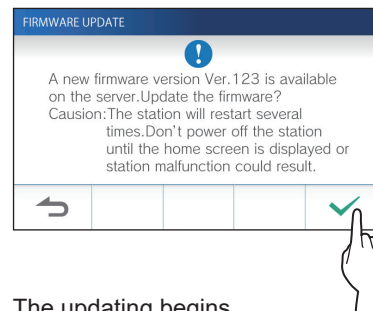 FIRMWARE UPDATE
A new firmware version Ver.123 is available
on the server.Update the firmware?
Causion:The station will restart several
times.Don't power off the station
until the home screen is displayed or
station malfunction could result.
The updating begins